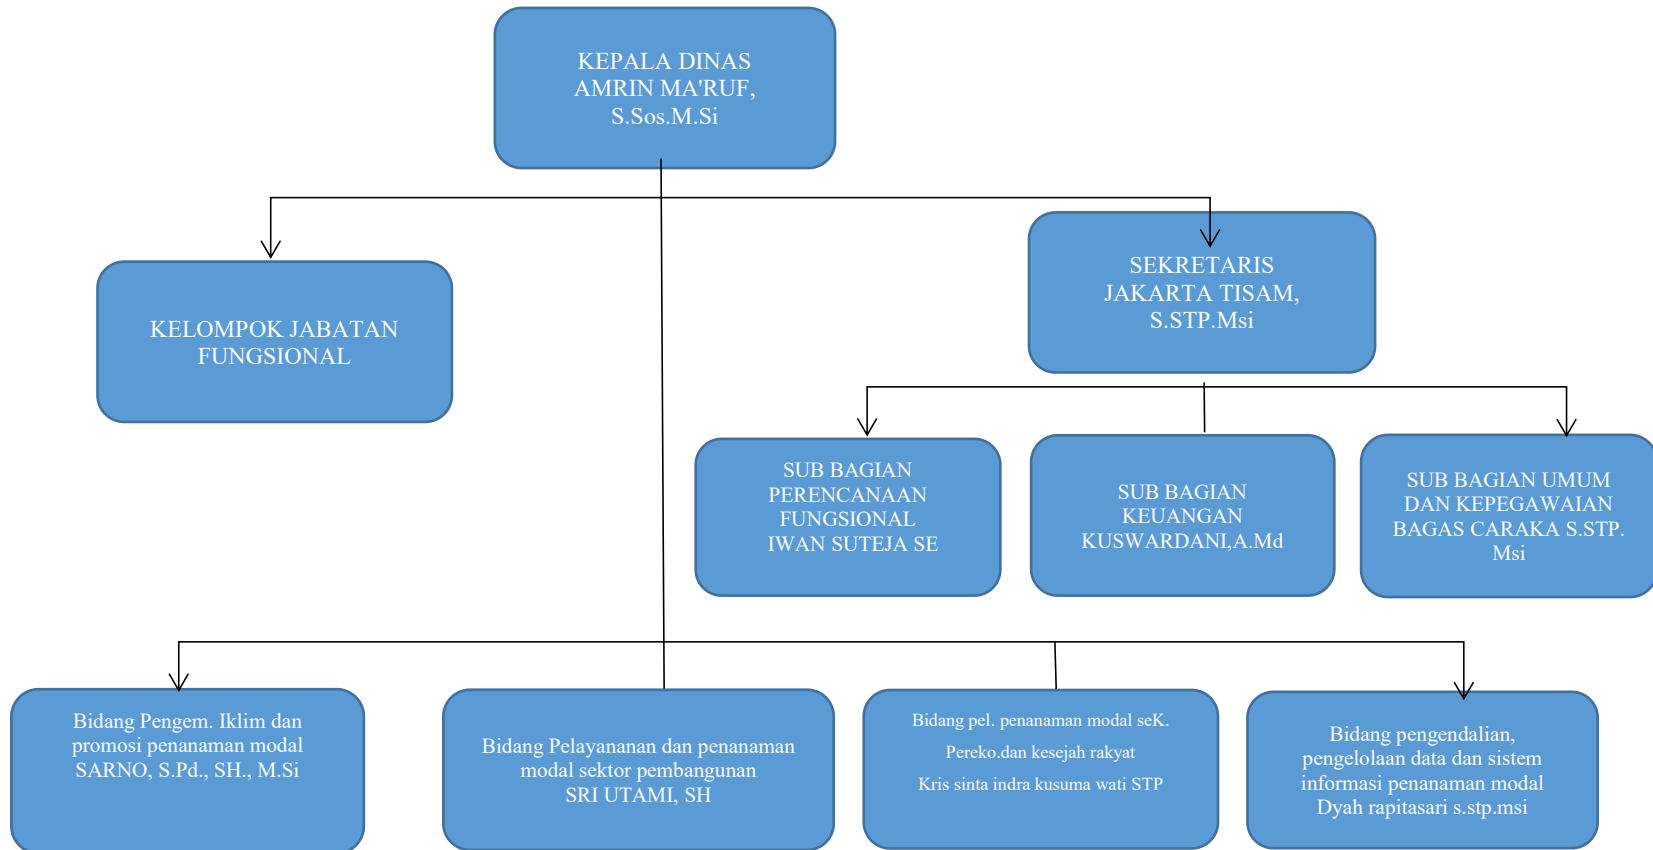 KEPALA DINAS
AMRIN MA'RUF,
S.Sos.M.Si
SEKRETARIS
JAKARTA TISAM,
S.STP.Msi
KELOMPOK JABATAN
FUNGSIONAL
SUB BAGIAN
PERENCANAAN
FUNGSIONAL
IWAN SUTEJA SE
SUB BAGIAN
KEUANGAN
KUSWARDANI,A.Md
SUB BAGIAN UMUM
DAN KEPEGAWAIAN
BAGAS CARAKA S.STP.
Msi
Bidang Pengem. Iklim dan
promosi penanaman modal
SARNO, S.Pd., SH., M.Si
Bidang Pelayananan dan penanaman
modal sektor pembangunan
SRI UTAMI, SH
Bidang pel. penanaman modal seK.
Pereko.dan kesejah rakyat
Kris sinta indra kusuma wati STP
Bidang pengendalian,
pengelolaan data dan sistem
informasi penanaman modal
Dyah rapitasari s.stp.msi